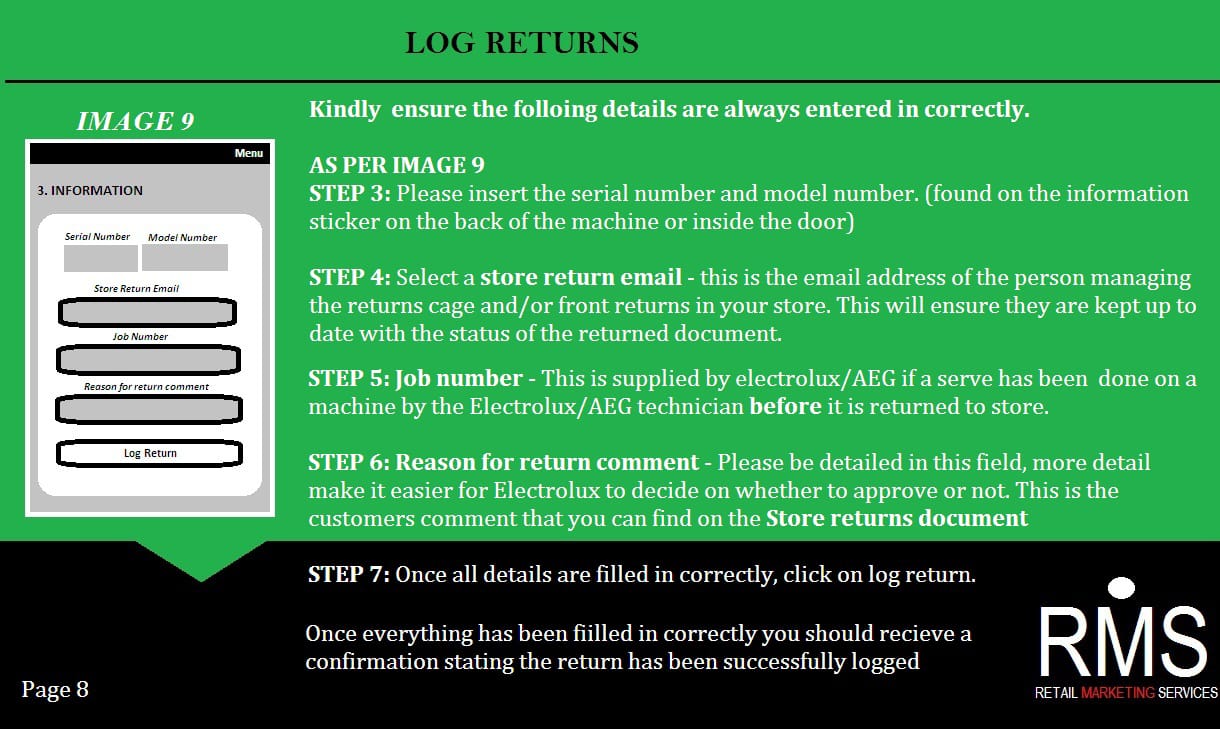 LOG RETURNS
IMAGE 9
Menu
3. INFORMATION
Serial Number Model Number
Store Return Email
Job Number
Reason for return comment
Log Return
Kindly ensure the folloing details are always entered in correctly.
AS PER IMAGE 9
STEP 3: Please insert the serial number and model number. (found on the information
sticker on the back of the machine or inside the door)
STEP 4: Select a store return email - this is the email address of the person managing
the returns cage and/or front returns in your store. This will ensure they are kept up to
date with the status of the returned document.
STEP 5: Job number - This is supplied by electrolux/AEG if a serve has been done on a
machine by the Electrolux/AEG technician before it is returned to store.
STEP 6: Reason for return comment - Please be detailed in this field, more detail
make it easier for Electrolux to decide on whether to approve or not. This is the
customers comment that you can find on the Store returns document
STEP 7: Once all details are filled in correctly, click on log return.
Once everything has been fiilled in correctly you should recieve a
confirmation stating the return has been successfully logged
Page 8
RMS
RETAIL MARKETING SERVICES